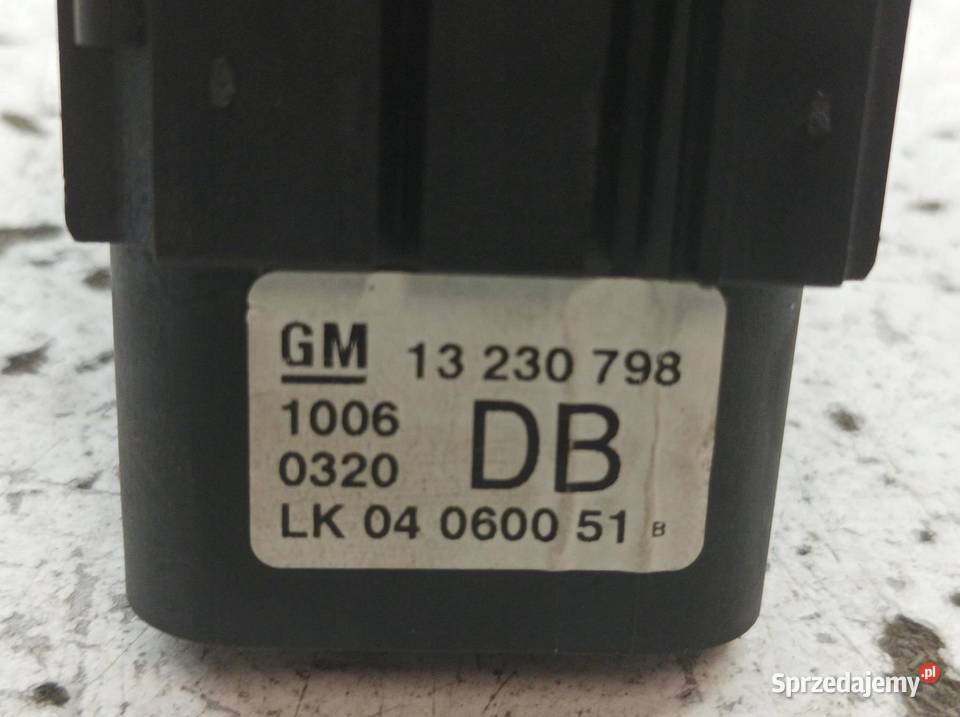 GM 13 230 798
1006
0320
DB
LK 04 0600 51 B
Sprzedajemy.pl